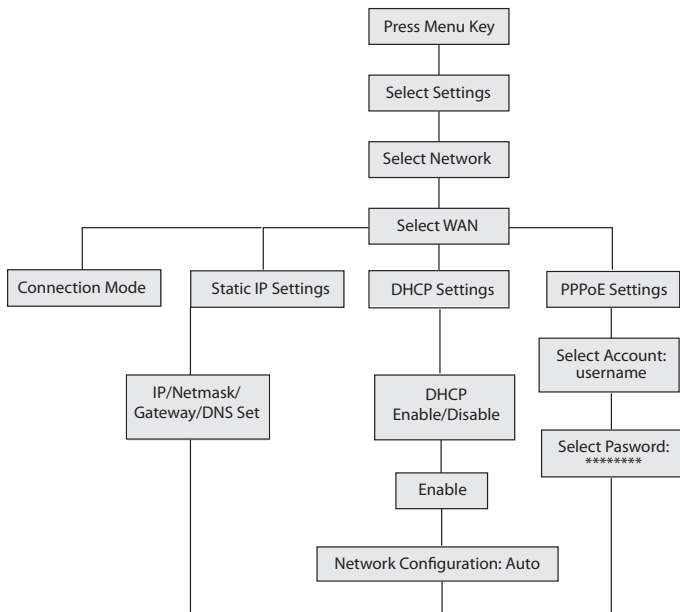 Press Menu Key
Select Settings
Select Network
Select WAN
Connection Mode
Static IP Settings
DHCP Settings
PPPoE Settings
Select Account:
username
IP/Netmask/
Gateway/DNS Set
DHCP
Enable/Disable
Select Pasword:
********
Enable
Network Configuration: Auto